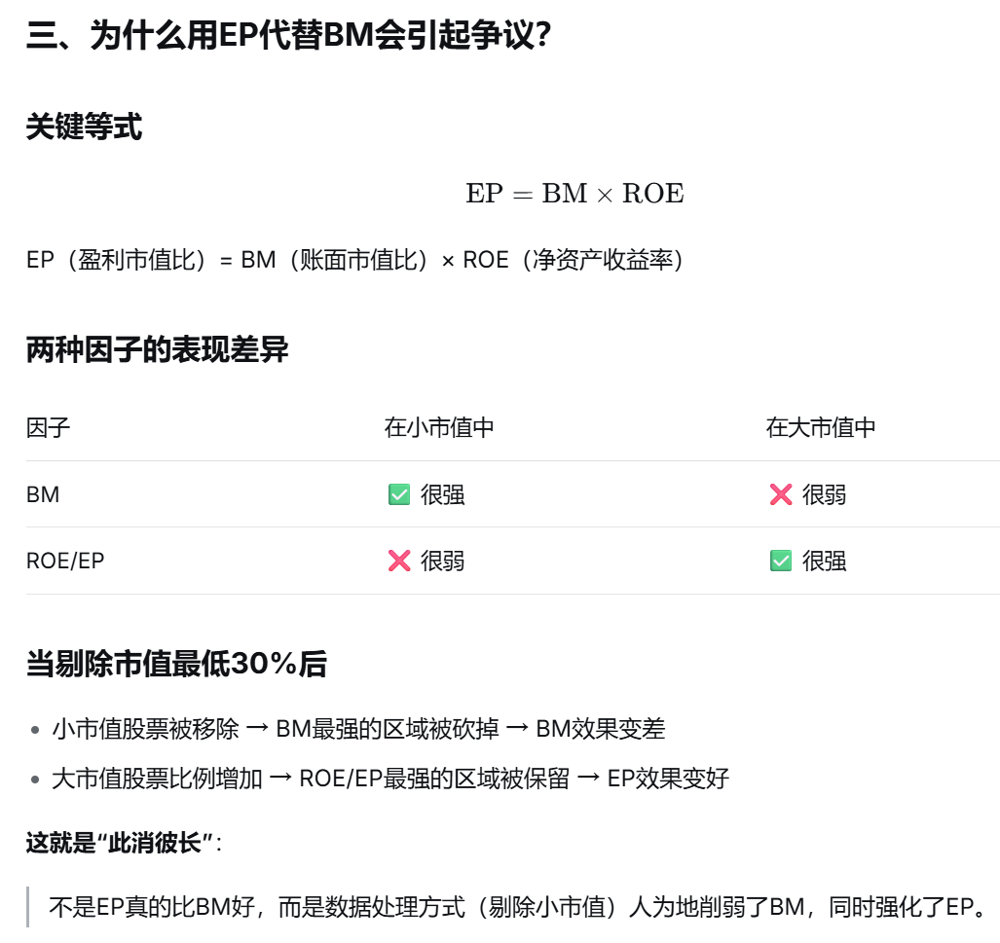 三、为什么用EP代替BM会引起争议？
关键等式
EP = BM × ROE
EP（盈利市值比）= BM（账面市值比）× ROE（净资产收益率）
两种因子的表现差异
因子 在小市值中 在大市值中
BM ✅ 很强 ❌ 很弱
ROE/EP ❌ 很弱 ✅ 很强
当剔除市值最低30%后
• 小市值股票被移除 → BM最强的区域被砍掉 → BM效果变差
• 大市值股票比例增加 → ROE/EP最强的区域被保留 → EP效果变好
这就是“此消彼长”：
不是EP真的比BM好，而是数据处理方式（剔除小市值）人为地削弱了BM，同时强化了EP。